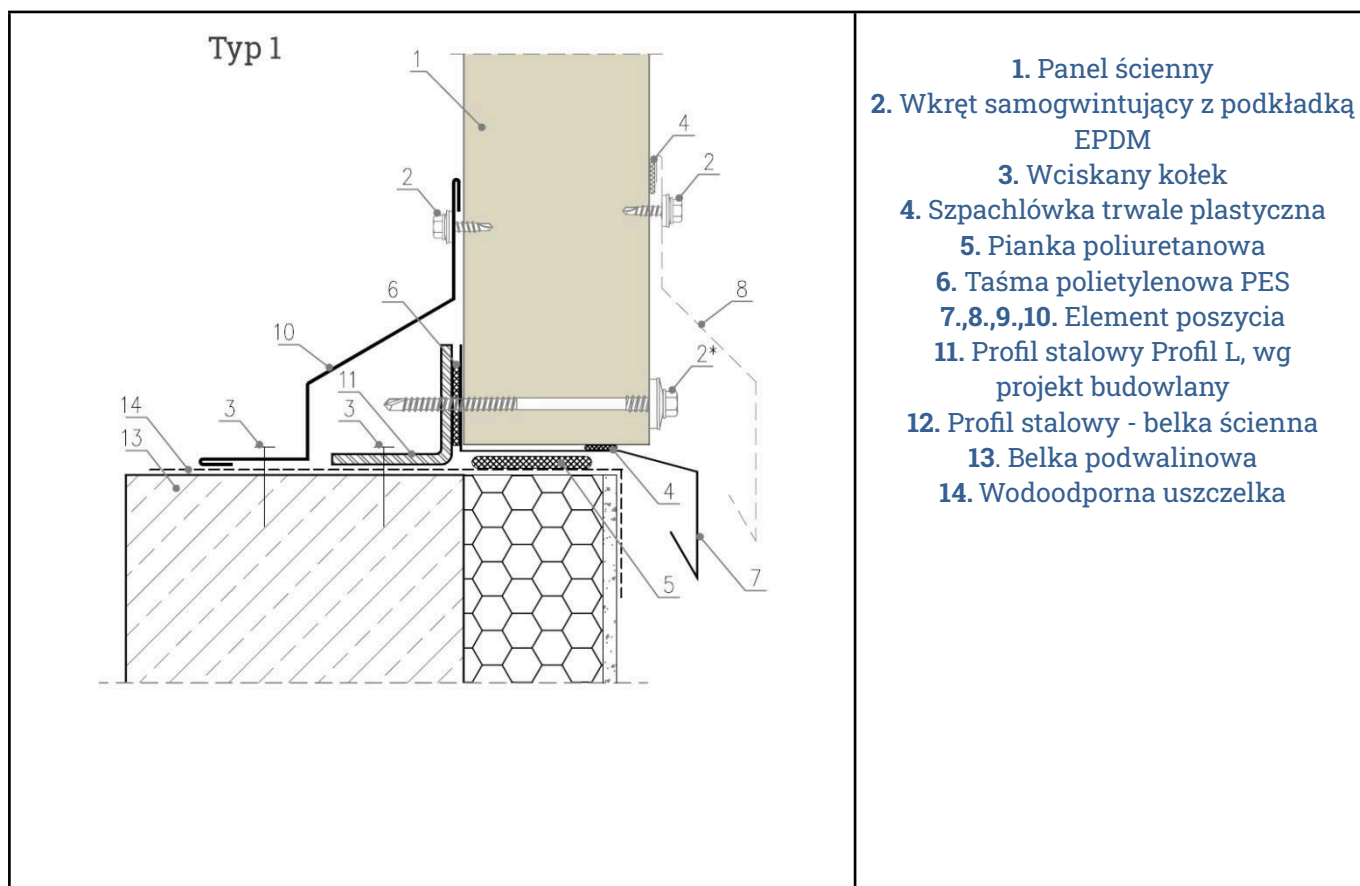 Typ 1
1
4
2
2
6
8
10
2*
11
14
3
3
13
4
5
7
1. Panel ścienny
2. Wkręt samogwintujący z podkładką
EPDM
3. Wciskany kołek
4. Szpachlówka trwale plastyczna
5. Pianka poliuretanowa
6. Taśma polietylenowa PES
7.,8.,9.,10. Element poszycia
11. Profil stalowy Profil L, wg
projekt budowlany
12. Profil stalowy - belka ścienna
13. Belka podwalinowa
14. Wodoodporna uszczelka